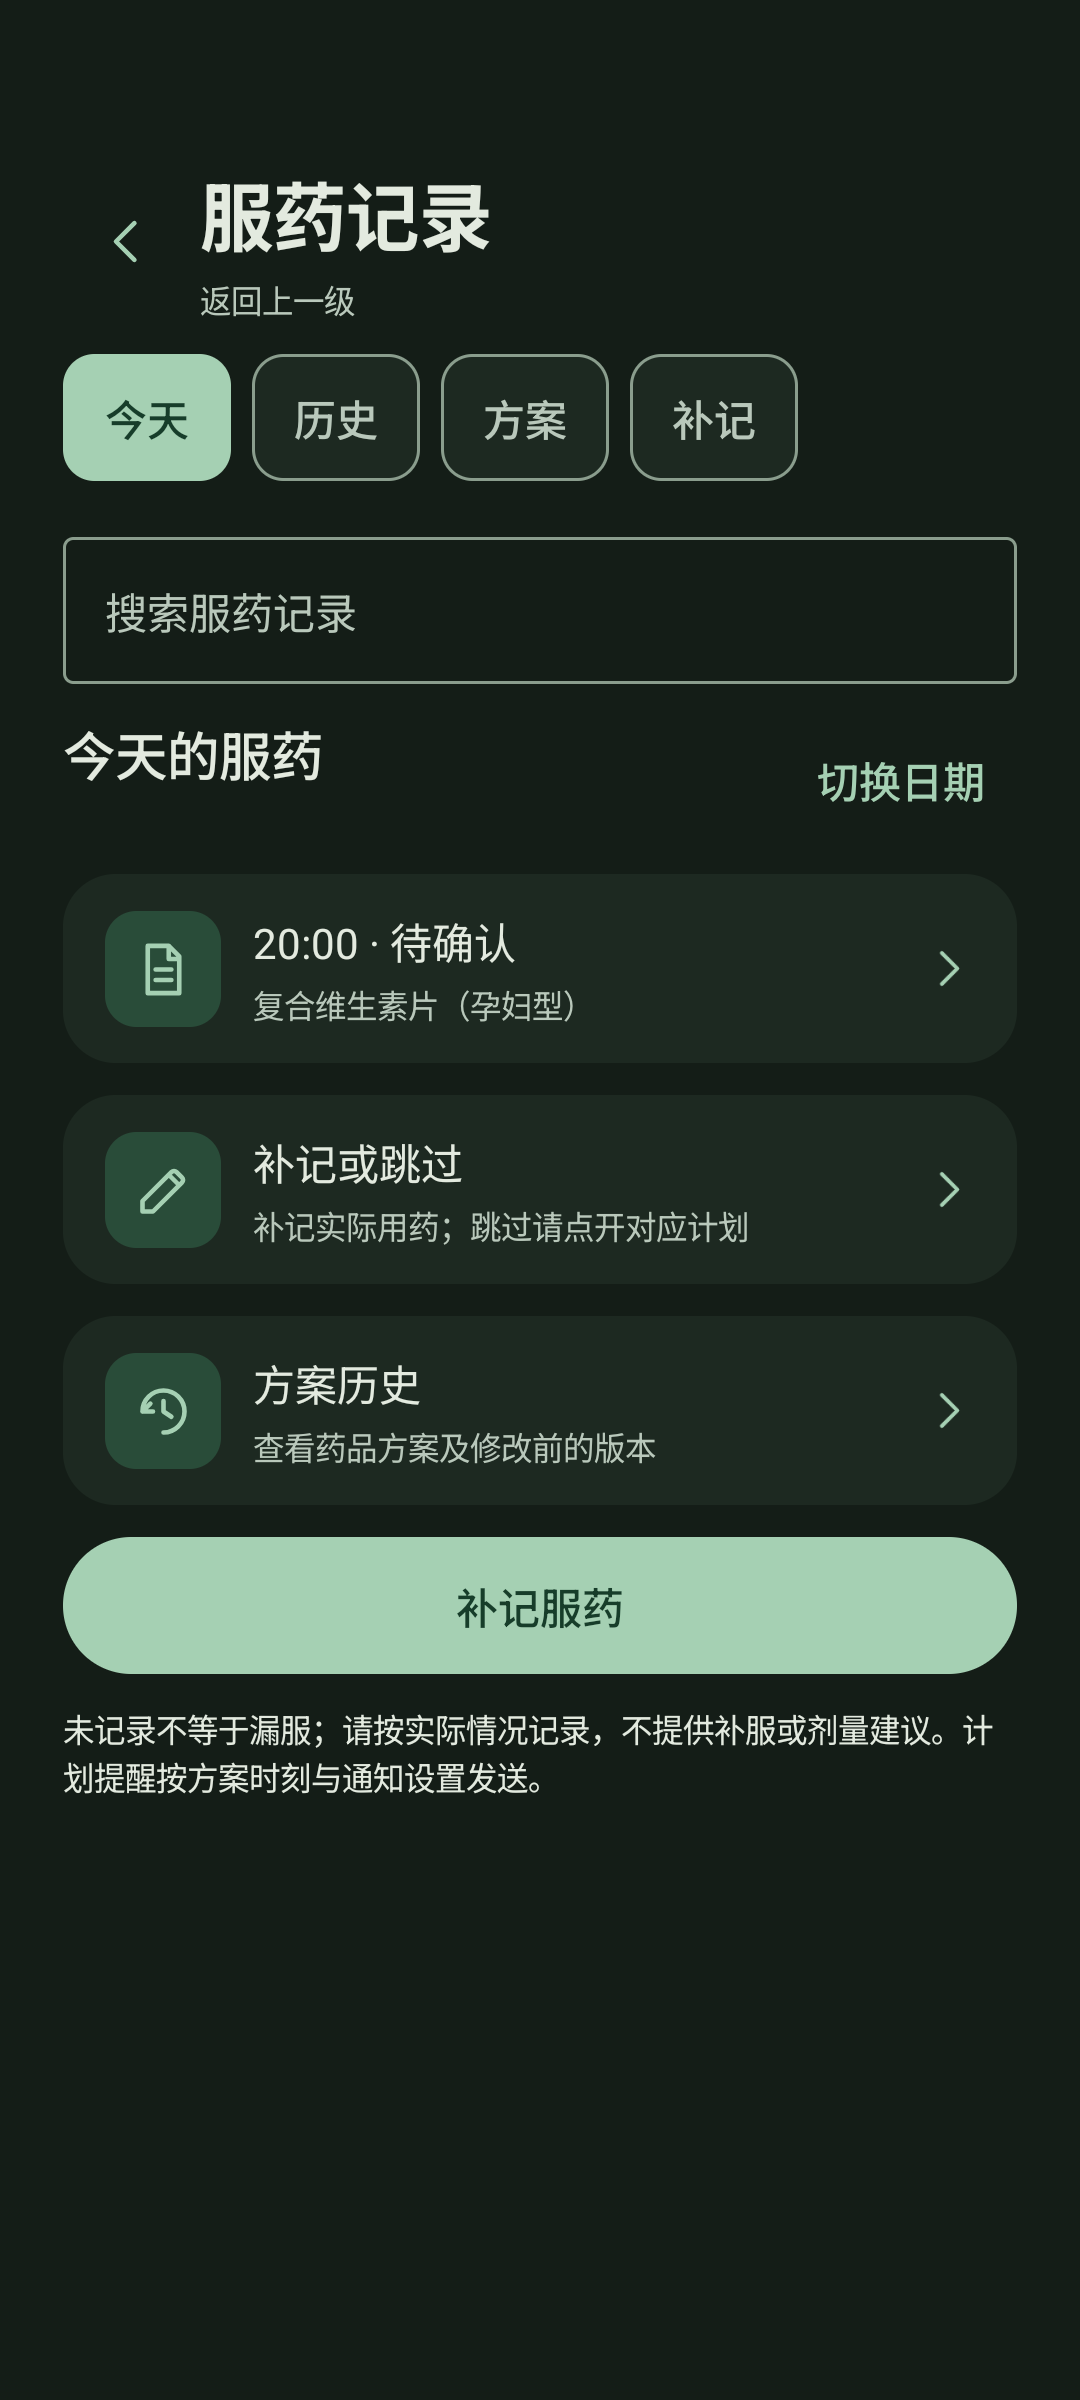 服药记录
返回上一级
今天
历史
方案
补记
搜索服药记录
今天的服药
切换日期
20:00 · 待确认
复合维生素片（孕妇型）
补记或跳过
补记实际用药；跳过请点开对应计划
方案历史
查看药品方案及修改前的版本
补记服药
未记录不等于漏服；请按实际情况记录，不提供补服或剂量建议。计
划提醒按方案时刻与通知设置发送。